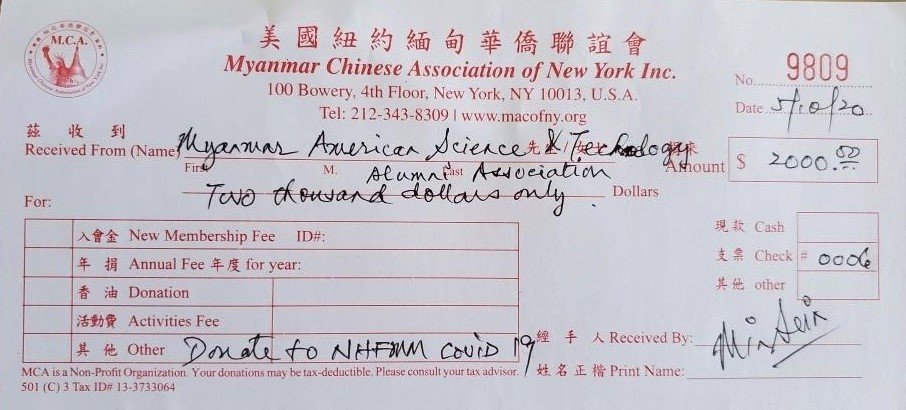 M.C.A.
美國紐約緬甸華僑聯誼會
Myanmar Chinese Association of New York Inc.
100 Bowery, 4th Floor, New York, NY 10013, U.S.A.
Tel: 212-343-8309 | www.macofny.org
No. 9809
Date 5/10/20
茲收到
Received From (Name) Myanmar American Science & Technology
First M. Last
Alumni Association
Amount $ 2000.00
Two thousand dollars only. Dollars
For:
入會金 New Membership Fee ID#:
年捐 Annual Fee 年度 for year:
香油 Donation
活動費 Activities Fee
其他 Other Donate to NHFMM COVID 19
現款 Cash
支票 Check # 0006
其他 other
經手人 Received By: Min Sein
姓名正楷 Print Name:
MCA is a Non-Profit Organization. Your donations may be tax-deductible. Please consult your tax advisor.
501 (C) 3 Tax ID# 13-3733064